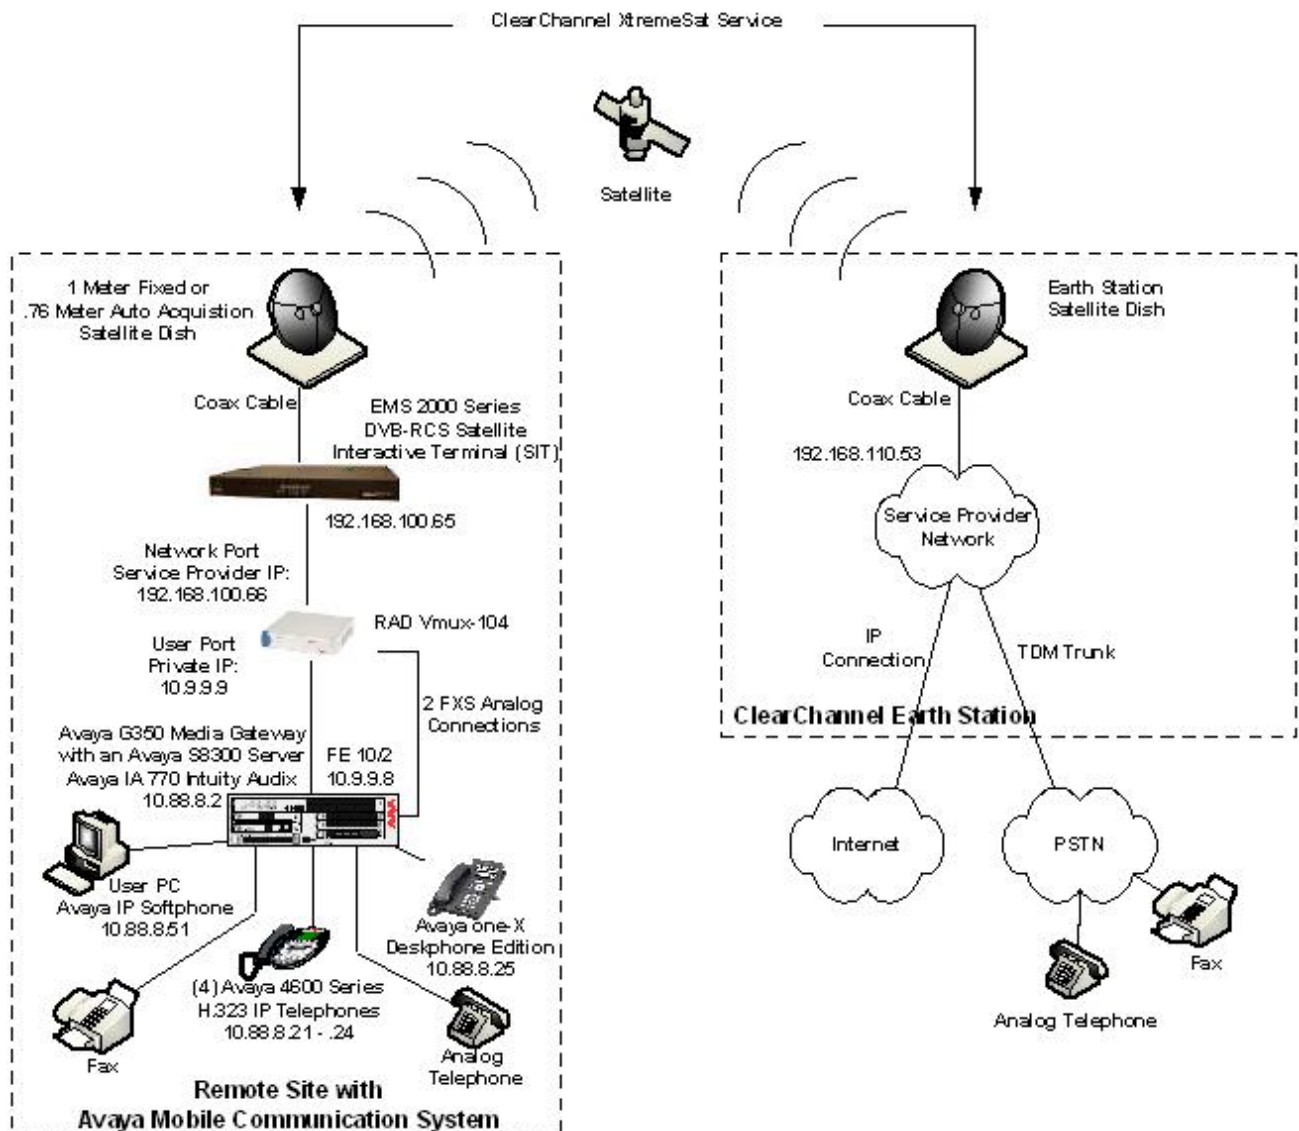 ClearChannel XtremeSat Service
Satellite
1 Meter Fixed or
.76 Meter Auto Acquistion
Satellite Dish
Coax Cable
EMS 2000 Series
DVB-RCS Satellite
Interactive Terminal (SIT)
192.168.100.65
Network Port
Service Provider IP:
192.168.100.66
RAD Vmux-104
User Port
Private IP:
10.9.9.9
2 FXS Analog
Connections
Avaya G350 Media Gateway
with an Avaya S8300 Server
Avaya IA 770 Intuity Audix
10.88.8.2
FE 10/2
10.9.9.8
User PC
Avaya IP Softphone
10.88.8.51
Avaya one-X
Deskphone Edition
10.88.8.25
(4) Avaya 4600 Series
H.323 IP Telephones
10.88.8.21 - .24
Fax
Analog
Telephone
Remote Site with
Avaya Mobile Communication System
Earth Station
Satellite Dish
Coax Cable
192.168.110.53
Service Provider
Network
IP
Connection
TDM Trunk
ClearChannel Earth Station
Internet
PSTN
Fax
Analog Telephone